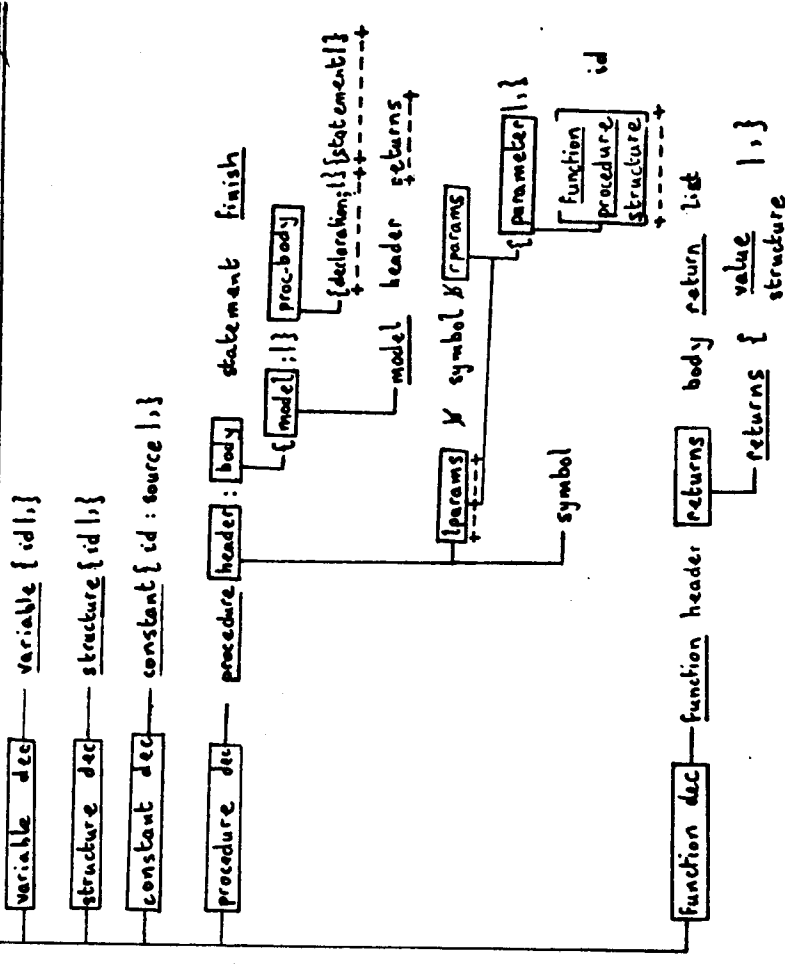 variable dec variable { id |, }
structure dec structure { id |, }
constant dec constant { id : source |, }
procedure dec procedure header : body statement finish
{ model ; | } proc-body
{ declaration; | } { statement | }
model header returns
lparams symbol rparams
{ parameter |, }
function
procedure id
structure
symbol
function dec function header returns body return list
returns { value |, }
structure